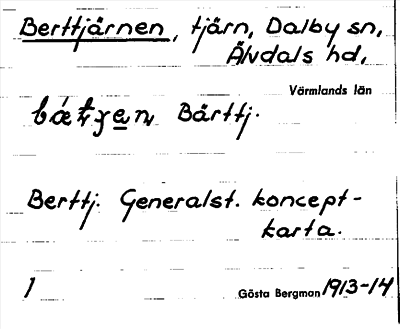 Berttjärnen, tjärn, Dalby sn,
Älvdals hd,
Värmlands län
Bärttj.
Berttj. Generalst. koncept-
karta.
1 Gösta Bergman 1913-14